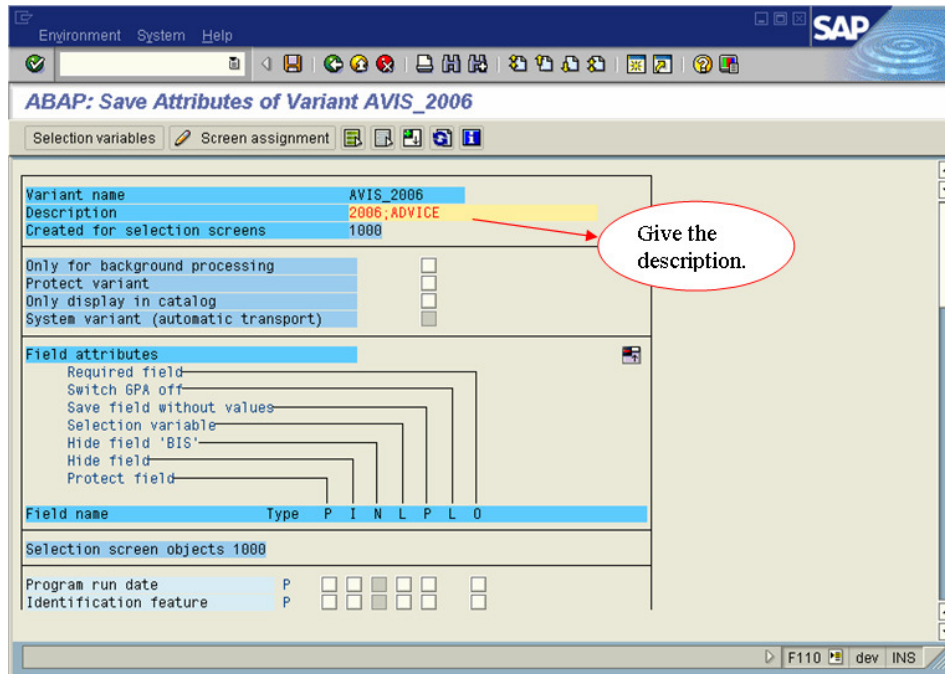 SAP
Environment System Help
ABAP: Save Attributes of Variant AVIS_2006
Selection variables Screen assignment
Variant name AVIS_2006
Description 2006;ADVICE
Created for selection screens 1000
Give the
description.
Only for background processing
Protect variant
Only display in catalog
System variant (automatic transport)
Field attributes
Required field
Switch GPA off
Save field without values
Selection variable
Hide field 'BIS'
Hide field
Protect field
Field name Type P I N L P L O
Selection screen objects 1000
Program run date P
Identification feature P
F110 dev INS